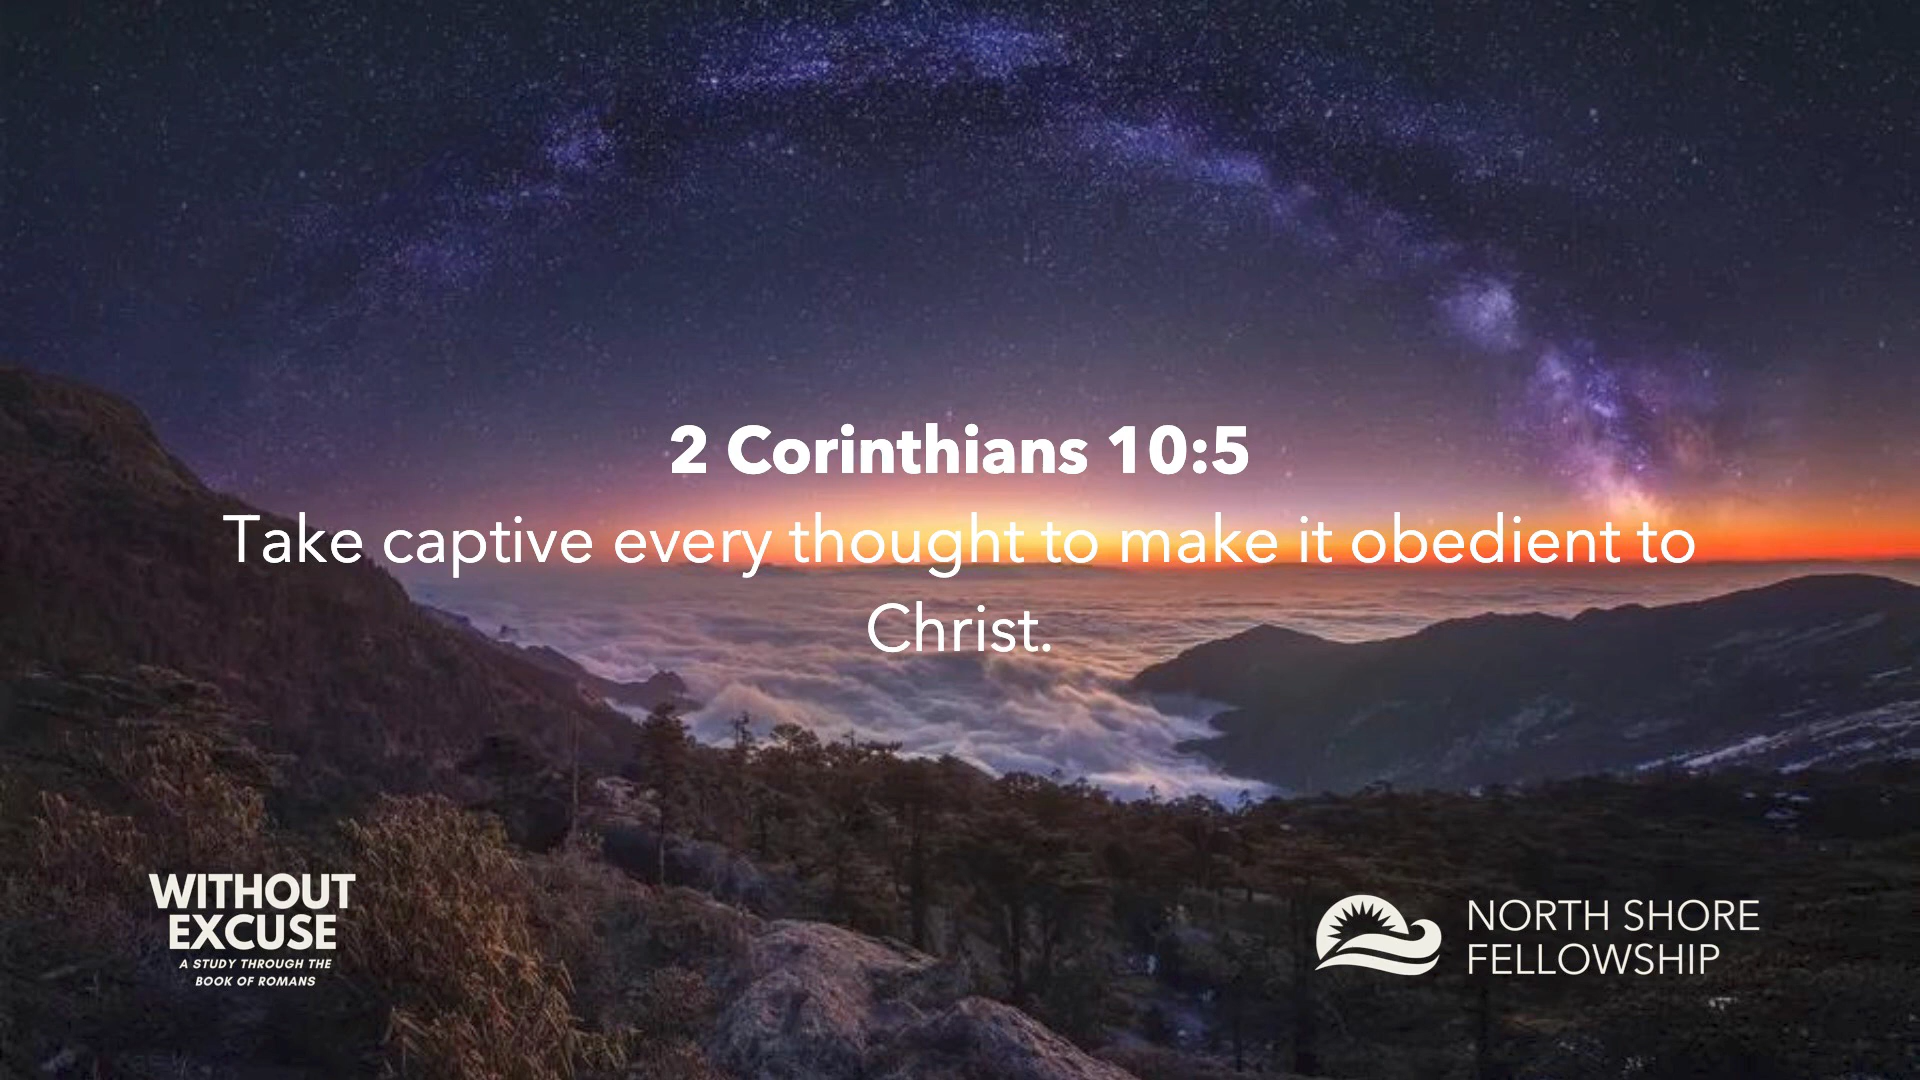 2 Corinthians 10:5
Take captive every thought to make it obedient to
Christ.
WITHOUT
EXCUSE
A STUDY THROUGH THE
BOOK OF ROMANS
NORTH SHORE
FELLOWSHIP